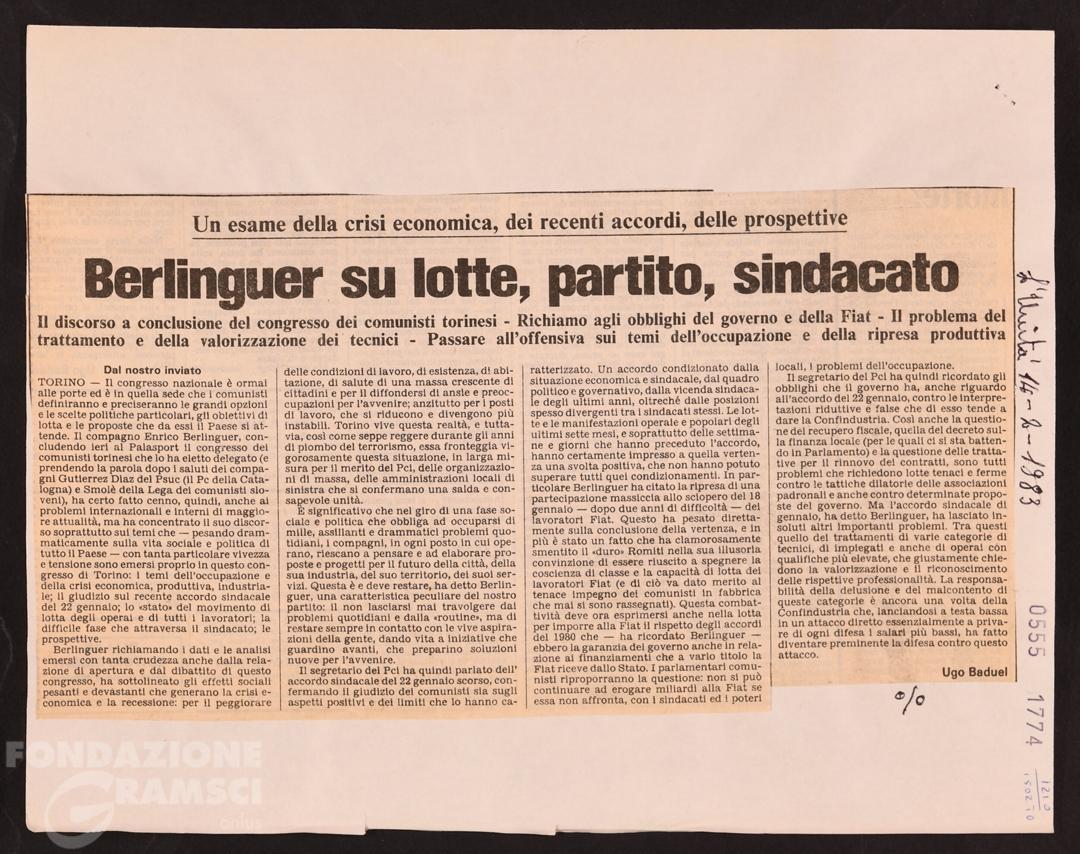 Un esame della crisi economica, dei recenti accordi, delle prospettive
Berlinguer su lotte, partito, sindacato
Il discorso a conclusione del congresso dei comunisti torinesi - Richiamo agli obblighi del governo e della Fiat - Il problema del
trattamento e della valorizzazione dei tecnici - Passare all'offensiva sui temi dell'occupazione e della ripresa produttiva
Dal nostro inviato
TORINO — Il congresso nazionale è ormai
alle porte ed è in quella sede che i comunisti
definiranno e preciseranno le grandi opzioni
e le scelte politiche particolari, gli obiettivi di
lotta e le proposte che da essi il Paese si at-
tende. Il compagno Enrico Berlinguer, con-
cludendo ieri al Palasport il congresso dei
comunisti torinesi che lo ha eletto delegato (e
prendendo la parola dopo i saluti dei compa-
gni Gutierrez Diaz del Psuc (il Pc della Cata-
logna) e Smolè della Lega dei comunisti slo-
veni), ha certo fatto cenno, quindi, anche ai
problemi internazionali e interni di maggio-
re attualità, ma ha concentrato il suo discor-
so soprattutto sui temi che — pesando dram-
maticamente sulla vita sociale e politica di
tutto il Paese — con tanta particolare vivezza
e tensione sono emersi proprio in questo con-
gresso di Torino: i temi dell'occupazione e
della crisi economica, produttiva, industria-
le; il giudizio sul recente accordo sindacale
del 22 gennaio; lo «stato» del movimento di
lotta degli operai e di tutti i lavoratori; la
difficile fase che attraversa il sindacato; le
prospettive.
Berlinguer richiamando i dati e le analisi
emersi con tanta crudezza anche dalla rela-
zione di apertura e dal dibattito di questo
congresso, ha sottolineato gli effetti sociali
pesanti e devastanti che generano la crisi e-
conomica e la recessione: per il peggiorare
delle condizioni di lavoro, di esistenza, di abi-
tazione, di salute di una massa crescente di
cittadini e per il diffondersi di ansie e preoc-
cupazioni per l'avvenire; anzitutto per i posti
di lavoro, che si riducono e divengono più
instabili. Torino vive questa realtà, e tutta-
via, così come seppe reggere durante gli anni
di piombo del terrorismo, essa fronteggia vi-
gorosamente questa situazione, in larga mi-
sura per il merito del Pci, delle organizzazio-
ni di massa, delle amministrazioni locali di
sinistra che si confermano una salda e con-
sapevole unità.
È significativo che nel giro di una fase so-
ciale e politica che obbliga ad occuparsi di
mille, assillanti e drammatici problemi quo-
tidiani, i compagni, in ogni posto in cui ope-
rano, riescano a pensare e ad elaborare pro-
poste e progetti per il futuro della città, della
sua industria, del suo territorio, dei suoi ser-
vizi. Questa è e deve restare, ha detto Berlin-
guer, una caratteristica peculiare del nostro
partito: il non lasciarsi mai travolgere dai
problemi quotidiani e dalla «routine», ma di
restare sempre in contatto con le vive aspira-
zioni della gente, dando vita a iniziative che
guardino avanti, che preparino soluzioni
nuove per l'avvenire.
Il segretario del Pci ha quindi parlato dell'
accordo sindacale del 22 gennaio scorso, con-
fermando il giudizio dei comunisti sia sugli
aspetti positivi e dei limiti che lo hanno ca-
ratterizzato. Un accordo condizionato dalla
situazione economica e sindacale, dal quadro
politico e governativo, dalla vicenda sindaca-
le degli ultimi anni, oltreché dalle posizioni
spesso divergenti tra i sindacati stessi. Le lot-
te e le manifestazioni operate e popolari degli
ultimi sette mesi, e soprattutto delle settima-
ne e giorni che hanno preceduto l'accordo,
hanno certamente impresso a quella verten-
za una svolta positiva, che non hanno potuto
superare tutti quei condizionamenti. In par-
ticolare Berlinguer ha citato la ripresa di una
partecipazione massiccia allo sciopero del 18
gennaio — dopo due anni di difficoltà — dei
lavoratori Fiat. Questo ha pesato diretta-
mente sulla conclusione della vertenza, e in
più è stato un fatto che ha clamorosamente
smentito il «duro» Romiti nella sua illusoria
convinzione di essere riuscito a spegnere la
coscienza di classe e la capacità di lotta dei
lavoratori Fiat (e di ciò va dato merito al
tenace impegno dei comunisti in fabbrica
che mai si sono rassegnati). Questa combat-
tività deve ora esprimersi anche nella lotta
per imporre alla Fiat il rispetto degli accordi
del 1980 che — ha ricordato Berlinguer —
ebbero la garanzia del governo anche in rela-
zione ai finanziamenti che a vario titolo la
Fiat riceve dallo Stato. I parlamentari comu-
nisti riproporranno la questione: non si può
continuare ad erogare miliardi alla Fiat se
essa non affronta, con i sindacati ed i poteri
locali, i problemi dell'occupazione.
Il segretario del Pci ha quindi ricordato gli
obblighi che il governo ha, anche riguardo
all'accordo del 22 gennaio, contro le interpre-
tazioni riduttive e false che di esso tende a
dare la Confindustria. Così anche la questio-
ne del recupero fiscale, quella del decreto sul-
la finanza locale (per le quali ci si sta batten-
do in Parlamento) e la questione delle tratta-
tive per il rinnovo dei contratti, sono tutti
problemi che richiedono lotte tenaci e ferme
contro le tattiche dilatorie delle associazioni
padronali e anche contro determinate propo-
ste del governo. Ma l'accordo sindacale di
gennaio, ha detto Berlinguer, ha lasciato in-
soluti altri importanti problemi. Tra questi
quello dei trattamenti di varie categorie di
tecnici, di impiegati e anche di operai con
qualifiche più elevate, che giustamente chie-
dono la valorizzazione e il riconoscimento
delle rispettive professionalità. La responsa-
bilità della delusione e del malcontento di
queste categorie è ancora una volta della
Confindustria che, lanciandosi a testa bassa
in un attacco diretto essenzialmente a priva-
re di ogni difesa i salari più bassi, ha fatto
diventare preminente la difesa contro questo
attacco.
Ugo Baduel
%
L'Unità 14-2-1983
0555 1774
1210
150270
FONDAZIONE
GRAMSCI
onlus